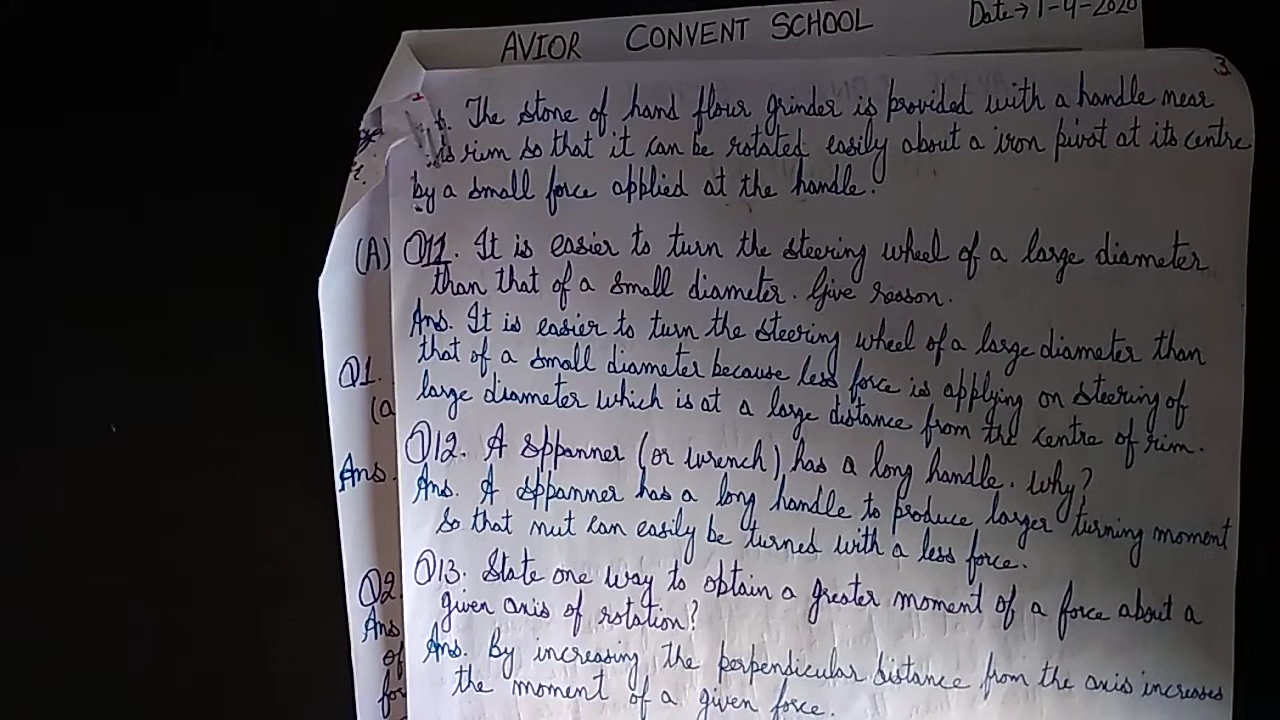 AVIOR CONVENT SCHOOL
Date → 1-4-2020
3
The stone of hand flour grinder is provided with a handle near
its rim so that it can be rotated easily about a iron pivot at its centre
by a small force applied at the handle.
(A) Q11. It is easier to turn the steering wheel of a large diameter
than that of a small diameter. Give reason.
Ans. It is easier to turn the steering wheel of a large diameter than
that of a small diameter because less force is applying on steering of
large diameter which is at a large distance from the centre of rim.
Q1.
(a
Q12. A sppanner (or wrench) has a long handle. Why?
Ans.
Ans. A sppanner has a long handle to produce larger turning moment
so that nut can easily be turned with a less force.
Q13. State one way to obtain a greater moment of a force about a
given axis of rotation?
Q2.
Ans
of
for
Ans. By increasing the perpendicular distance from the axis increases
the moment of a given force.